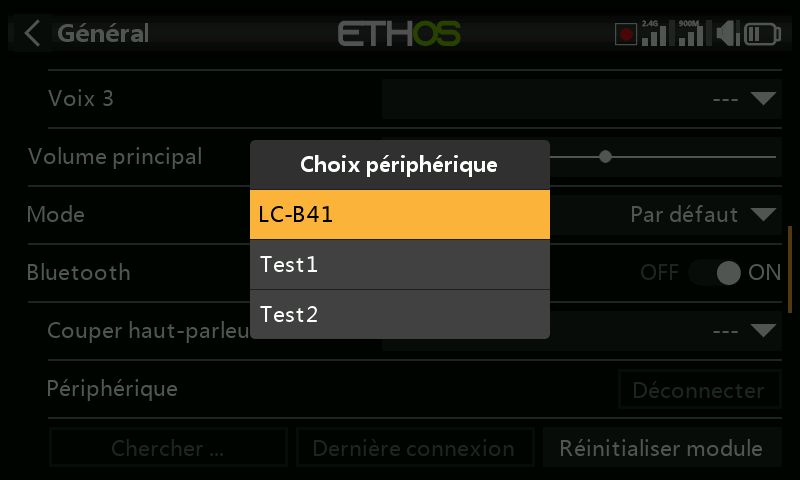 Général
ETHOS
2.4G
900M
Voix 3
---
Volume principal
Choix périphérique
LC-B41
Test1
Test2
Mode
Par défaut
Bluetooth
OFF
ON
Couper haut-parleu
---
Périphérique
Déconnecter
Chercher ...
Dernière connexion
Réinitialiser module